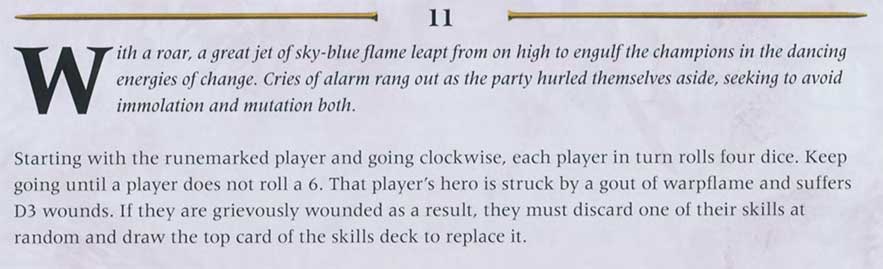 11
With a roar, a great jet of sky-blue flame leapt from on high to engulf the champions in the dancing
energies of change. Cries of alarm rang out as the party hurled themselves aside, seeking to avoid
immolation and mutation both.
Starting with the runemarked player and going clockwise, each player in turn rolls four dice. Keep
going until a player does not roll a 6. That player's hero is struck by a gout of warpflame and suffers
D3 wounds. If they are grievously wounded as a result, they must discard one of their skills at
random and draw the top card of the skills deck to replace it.